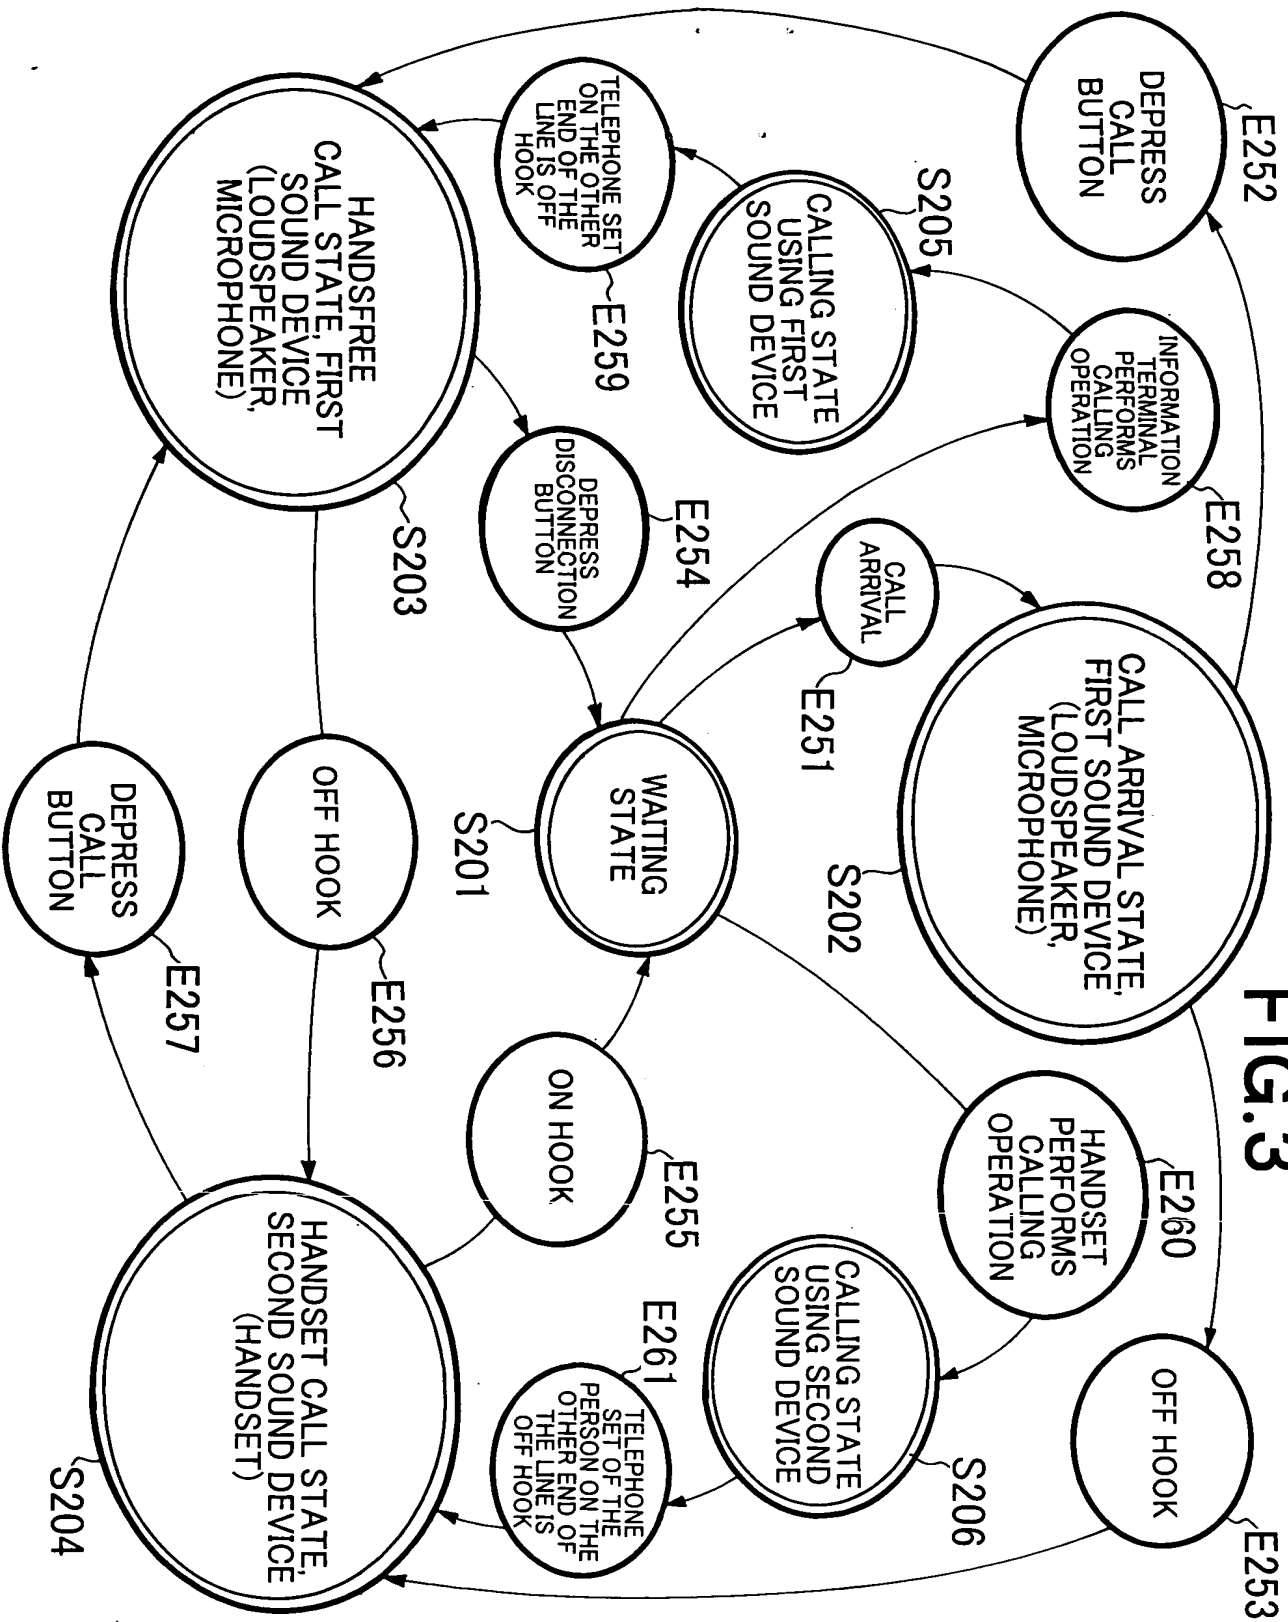 FIG.3
E252
DEPRESS
CALL
BUTTON
E258
INFORMATION
TERMINAL
PERFORMS
CALLING
OPERATION
CALL ARRIVAL STATE,
FIRST SOUND DEVICE
(LOUDSPEAKER,
MICROPHONE)
S202
E260
HANDSET
PERFORMS
CALLING
OPERATION
E253
OFF HOOK
S205
CALLING STATE
USING FIRST
SOUND DEVICE
CALL
ARRIVAL
E251
S206
CALLING STATE
USING SECOND
SOUND DEVICE
TELEPHONE SET
ON THE OTHER
END OF THE
LINE IS OFF
HOOK
E259
E254
DEPRESS
DISCONNECTION
BUTTON
WAITING
STATE
S201
E255
ON HOOK
E261
TELEPHONE
SET OF THE
PERSON ON THE
OTHER END OF
THE LINE IS
OFF HOOK
HANDSFREE
CALL STATE, FIRST
SOUND DEVICE
(LOUDSPEAKER,
MICROPHONE)
S203
OFF HOOK
E256
HANDSET CALL STATE,
SECOND SOUND DEVICE
(HANDSET)
S204
DEPRESS
CALL
BUTTON
E257